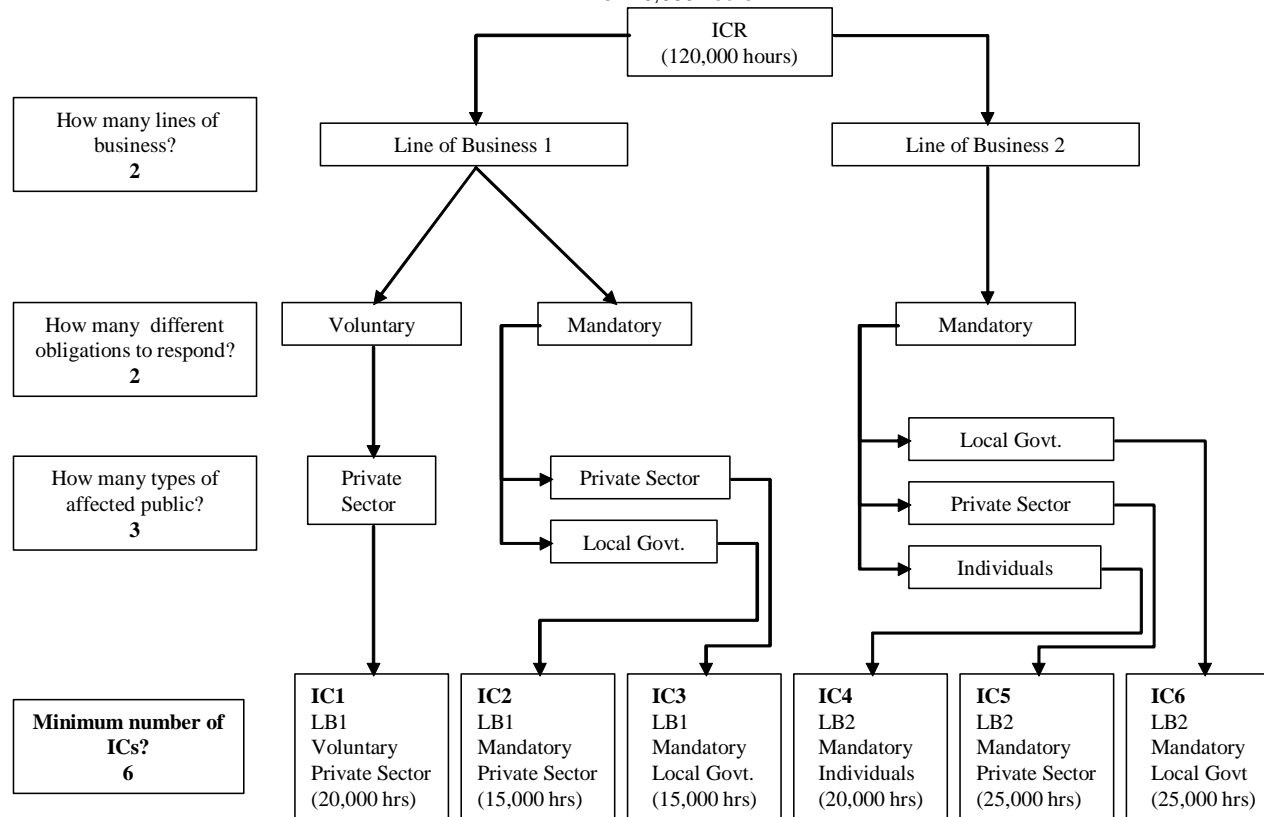 ICR
(120,000 hours)
How many lines of
business?
2
Line of Business 1
Line of Business 2
How many different
obligations to respond?
2
Voluntary
Mandatory
Mandatory
How many types of
affected public?
3
Private
Sector
Private Sector
Local Govt.
Local Govt.
Private Sector
Individuals
Minimum number of
ICs?
6
IC1
LB1
Voluntary
Private Sector
(20,000 hrs)
IC2
LB1
Mandatory
Private Sector
(15,000 hrs)
IC3
LB1
Mandatory
Local Govt.
(15,000 hrs)
IC4
LB2
Mandatory
Individuals
(20,000 hrs)
IC5
LB2
Mandatory
Private Sector
(25,000 hrs)
IC6
LB2
Mandatory
Local Govt
(25,000 hrs)